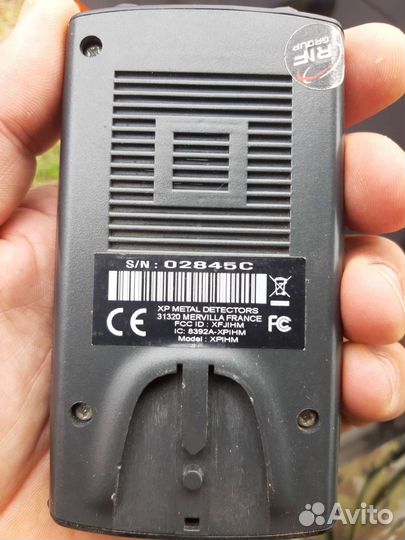 RIF
GROUP
S/N: 02845C
XP METAL DETECTORS
31320 MERVILLA FRANCE
FCC ID : XFJIHM
IC: 8392A-XPIHM
Model : XPIHM
CE
FC
Avito